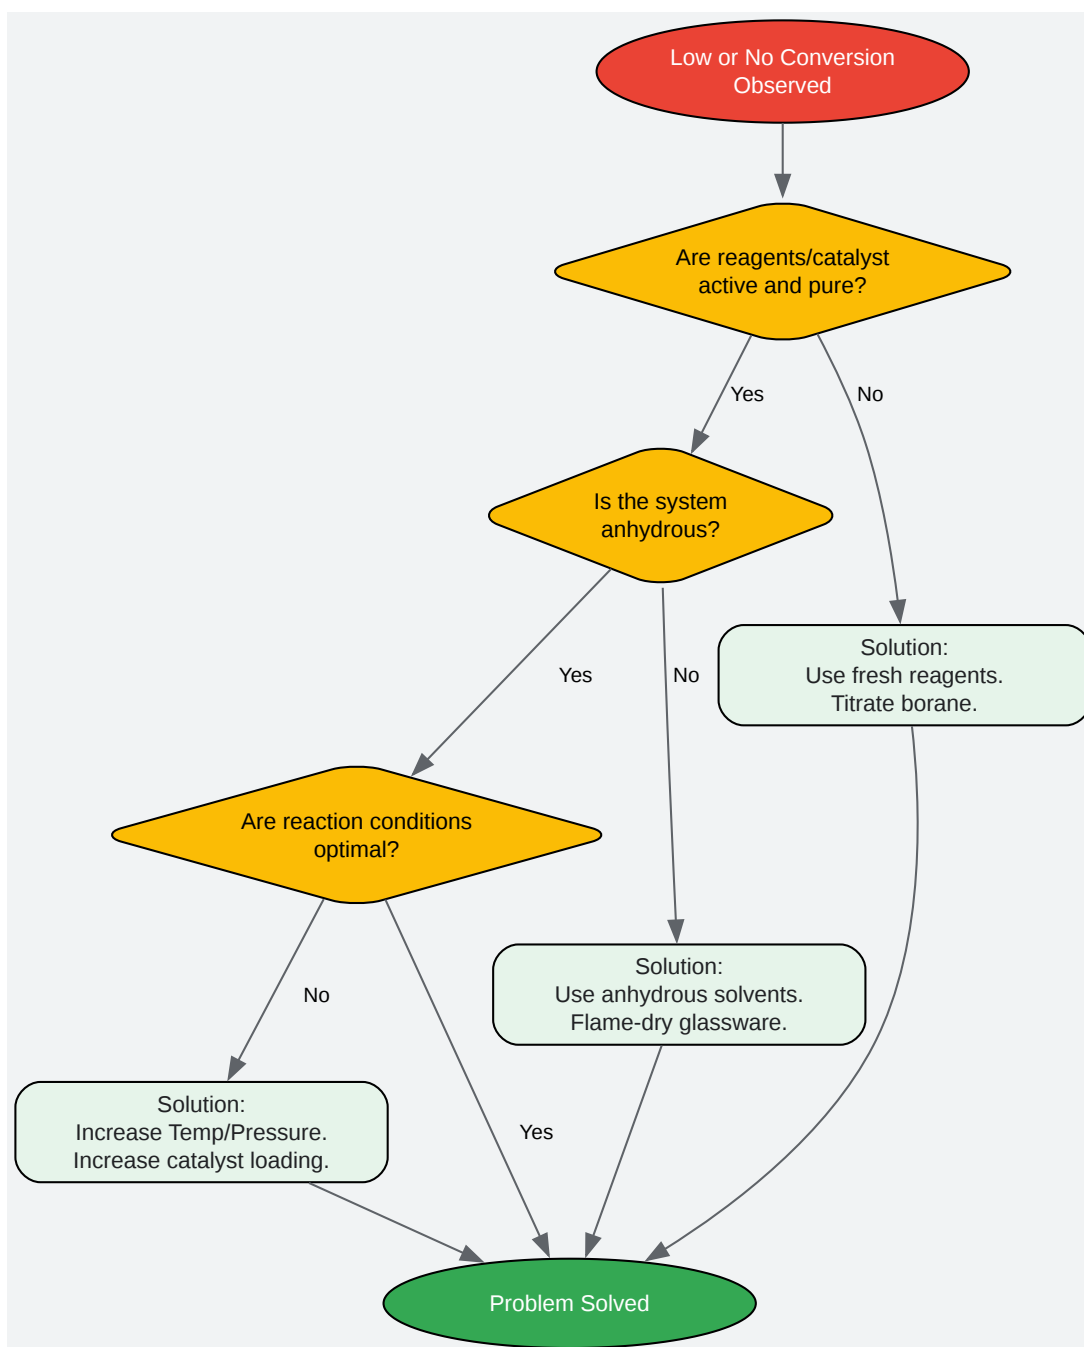 Low or No Conversion
Observed
Are reagents/catalyst
active and pure?
Yes
No
Is the system
anhydrous?
Solution:
Use fresh reagents.
Titrate borane.
Yes
No
Are reaction conditions
optimal?
Solution:
Use anhydrous solvents.
Flame-dry glassware.
No
Solution:
Increase Temp/Pressure.
Increase catalyst loading.
Yes
Problem Solved